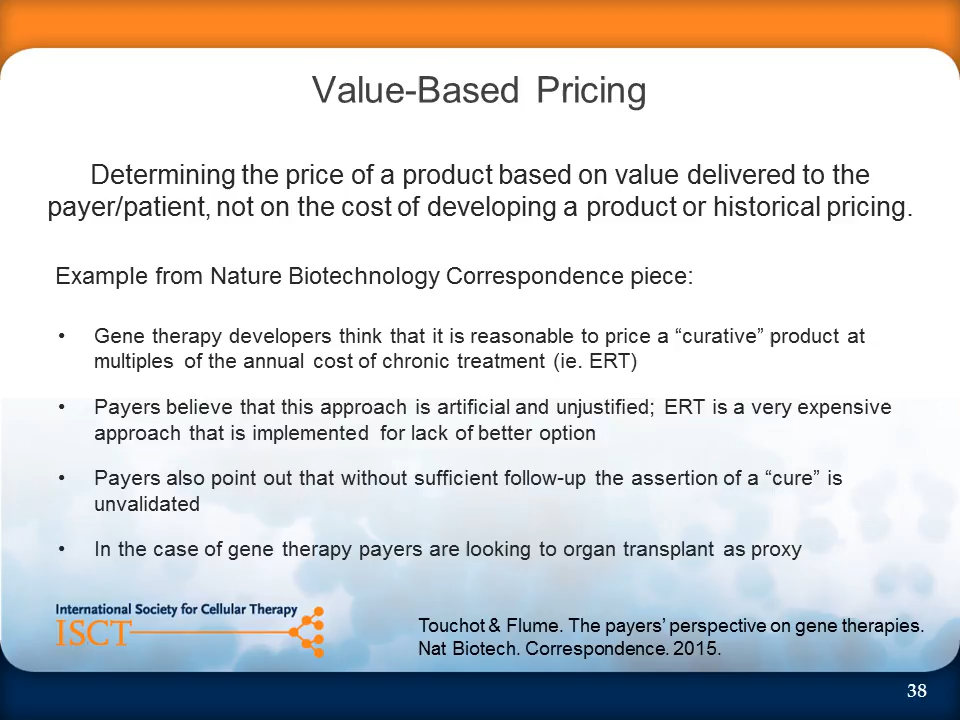 Value-Based Pricing
Determining the price of a product based on value delivered to the
payer/patient, not on the cost of developing a product or historical pricing.
Example from Nature Biotechnology Correspondence piece:
• Gene therapy developers think that it is reasonable to price a “curative” product at
multiples of the annual cost of chronic treatment (ie. ERT)
• Payers believe that this approach is artificial and unjustified; ERT is a very expensive
approach that is implemented for lack of better option
• Payers also point out that without sufficient follow-up the assertion of a “cure” is
unvalidated
• In the case of gene therapy payers are looking to organ transplant as proxy
International Society for Cellular Therapy
ISCT
Touchot & Flume. The payers’ perspective on gene therapies.
Nat Biotech. Correspondence. 2015.
38